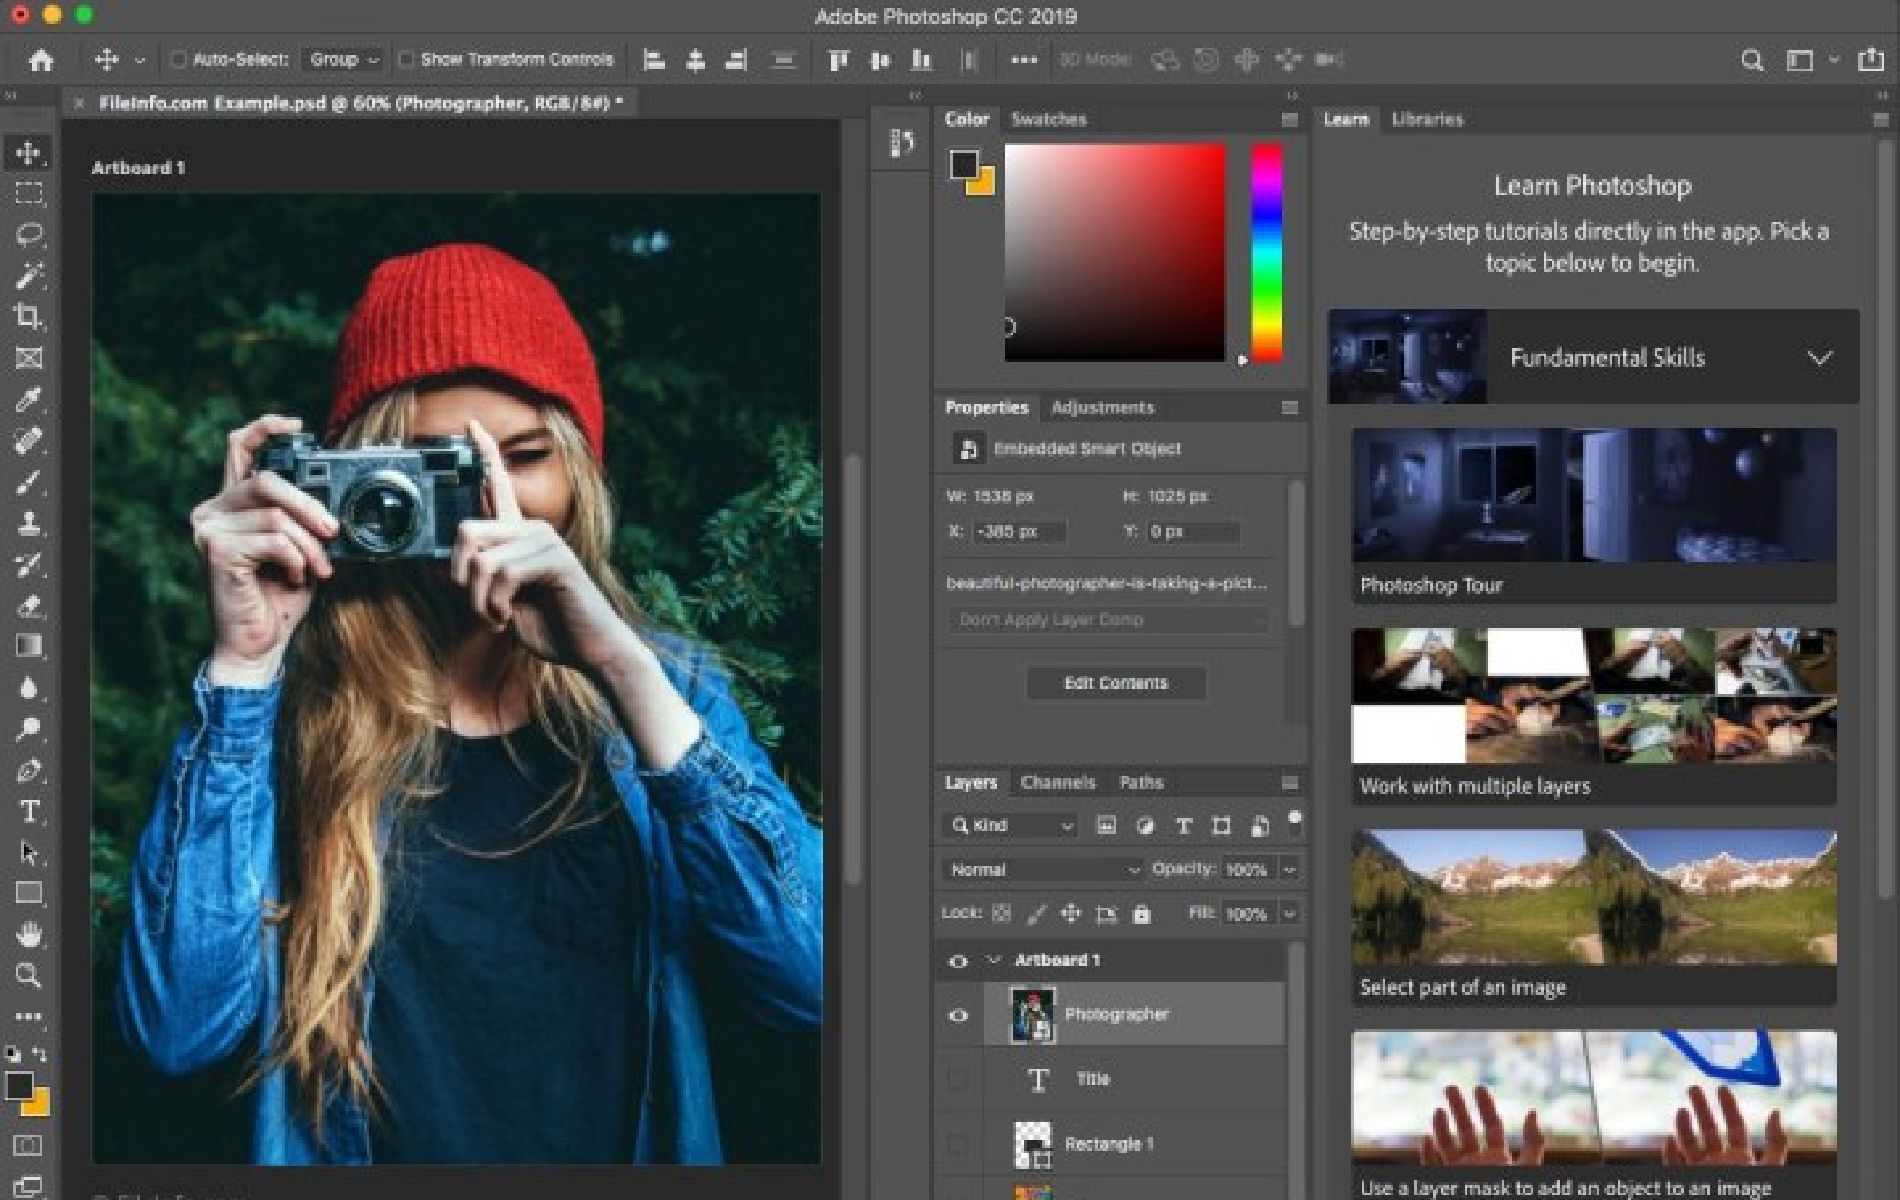 Adobe Photoshop CC 2019
Auto-Select: Group Show Transform Controls 3D Mode:
× FileInfo.com Example.psd @ 60% (Photographer, RGB/8#) *
Artboard 1
Color Swatches
Properties Adjustments
Embedded Smart Object
W: 1538 px H: 1025 px
X: -385 px Y: 0 px
beautiful-photographer-is-taking-a-pict...
Don't Apply Layer Comp
Edit Contents
Layers Channels Paths
Kind
Normal Opacity: 100%
Lock: Fill: 100%
Artboard 1
Photographer
T Title
Rectangle 1
Learn Libraries
Learn Photoshop
Step-by-step tutorials directly in the app. Pick a
topic below to begin.
Fundamental Skills
Photoshop Tour
Work with multiple layers
Select part of an image
Use a layer mask to add an object to an image